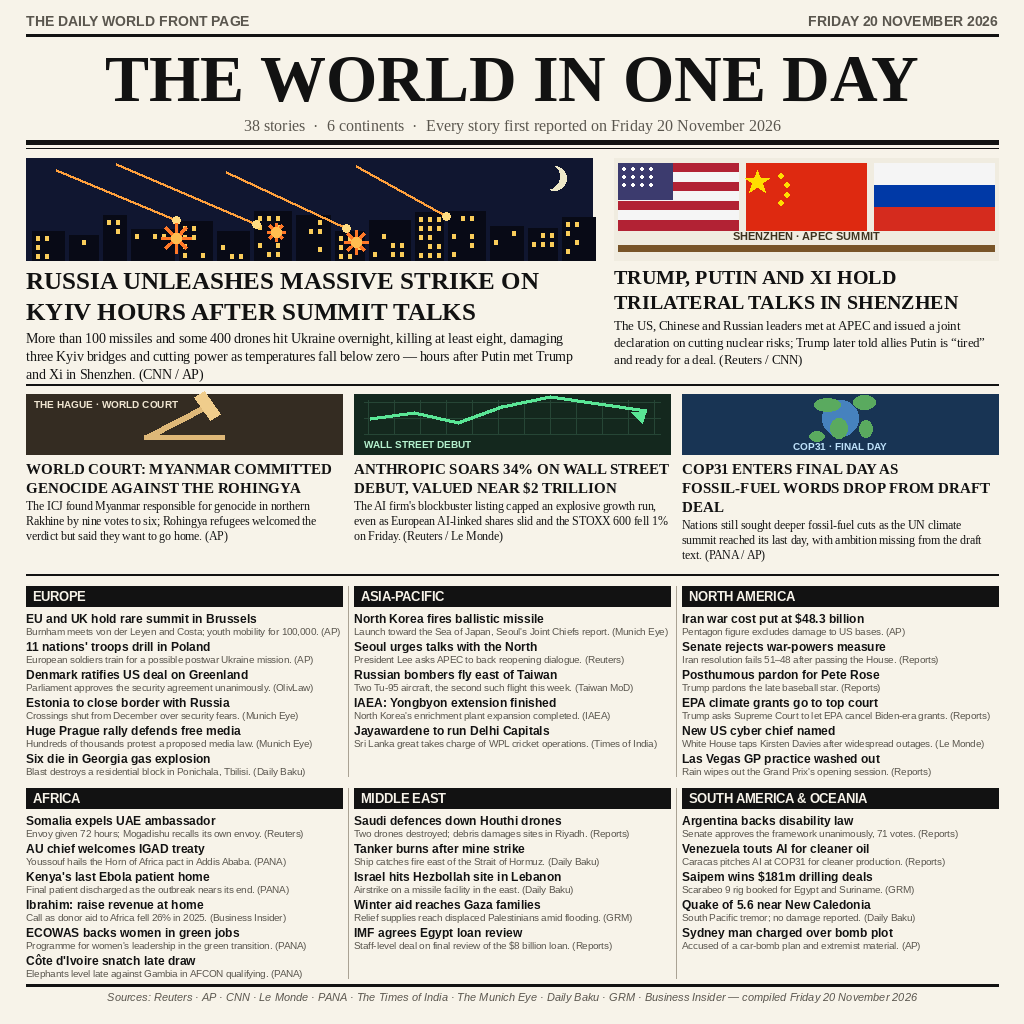 THE DAILY WORLD FRONT PAGE
FRIDAY 20 NOVEMBER 2026
THE WORLD IN ONE DAY
38 stories · 6 continents · Every story first reported on Friday 20 November 2026
RUSSIA UNLEASHES MASSIVE STRIKE ON
KYIV HOURS AFTER SUMMIT TALKS
More than 100 missiles and some 400 drones hit Ukraine overnight, killing at least eight, damaging
three Kyiv bridges and cutting power as temperatures fall below zero — hours after Putin met Trump
and Xi in Shenzhen. (CNN / AP)
SHENZHEN · APEC SUMMIT
TRUMP, PUTIN AND XI HOLD
TRILATERAL TALKS IN SHENZHEN
The US, Chinese and Russian leaders met at APEC and issued a joint
declaration on cutting nuclear risks; Trump later told allies Putin is “tired”
and ready for a deal. (Reuters / CNN)
THE HAGUE · WORLD COURT
WORLD COURT: MYANMAR COMMITTED
GENOCIDE AGAINST THE ROHINGYA
The ICJ found Myanmar responsible for genocide in northern
Rakhine by nine votes to six; Rohingya refugees welcomed the
verdict but said they want to go home. (AP)
WALL STREET DEBUT
ANTHROPIC SOARS 34% ON WALL STREET
DEBUT, VALUED NEAR $2 TRILLION
The AI firm's blockbuster listing capped an explosive growth run,
even as European AI-linked shares slid and the STOXX 600 fell 1%
on Friday. (Reuters / Le Monde)
COP31 · FINAL DAY
COP31 ENTERS FINAL DAY AS
FOSSIL-FUEL WORDS DROP FROM DRAFT
DEAL
Nations still sought deeper fossil-fuel cuts as the UN climate
summit reached its last day, with ambition missing from the draft
text. (PANA / AP)
EUROPE
EU and UK hold rare summit in Brussels
Burnham meets von der Leyen and Costa; youth mobility for 100,000. (AP)
11 nations' troops drill in Poland
European soldiers train for a possible postwar Ukraine mission. (AP)
Denmark ratifies US deal on Greenland
Parliament approves the security agreement unanimously. (OlivLaw)
Estonia to close border with Russia
Crossings shut from December over security fears. (Munich Eye)
Huge Prague rally defends free media
Hundreds of thousands protest a proposed media law. (Munich Eye)
Six die in Georgia gas explosion
Blast destroys a residential block in Ponichala, Tbilisi. (Daily Baku)
ASIA-PACIFIC
North Korea fires ballistic missile
Launch toward the Sea of Japan, Seoul's Joint Chiefs report. (Munich Eye)
Seoul urges talks with the North
President Lee asks APEC to back reopening dialogue. (Reuters)
Russian bombers fly east of Taiwan
Two Tu-95 aircraft, the second such flight this week. (Taiwan MoD)
IAEA: Yongbyon extension finished
North Korea's enrichment plant expansion completed. (IAEA)
Jayawardene to run Delhi Capitals
Sri Lanka great takes charge of WPL cricket operations. (Times of India)
NORTH AMERICA
Iran war cost put at $48.3 billion
Pentagon figure excludes damage to US bases. (AP)
Senate rejects war-powers measure
Iran resolution fails 51–48 after passing the House. (Reports)
Posthumous pardon for Pete Rose
Trump pardons the late baseball star. (Reports)
EPA climate grants go to top court
Trump asks Supreme Court to let EPA cancel Biden-era grants. (Reports)
New US cyber chief named
White House taps Kirsten Davies after widespread outages. (Le Monde)
Las Vegas GP practice washed out
Rain wipes out the Grand Prix's opening session. (Reports)
AFRICA
Somalia expels UAE ambassador
Envoy given 72 hours; Mogadishu recalls its own envoy. (Reuters)
AU chief welcomes IGAD treaty
Youssouf hails the Horn of Africa pact in Addis Ababa. (PANA)
Kenya's last Ebola patient home
Final patient discharged as the outbreak nears its end. (PANA)
Ibrahim: raise revenue at home
Call as donor aid to Africa fell 26% in 2025. (Business Insider)
ECOWAS backs women in green jobs
Programme for women's leadership in the green transition. (PANA)
Côte d'Ivoire snatch late draw
Elephants level late against Gambia in AFCON qualifying. (PANA)
MIDDLE EAST
Saudi defences down Houthi drones
Two drones destroyed; debris damages sites in Riyadh. (Reports)
Tanker burns after mine strike
Ship catches fire east of the Strait of Hormuz. (Daily Baku)
Israel hits Hezbollah site in Lebanon
Airstrike on a missile facility in the east. (Daily Baku)
Winter aid reaches Gaza families
Relief supplies reach displaced Palestinians amid flooding. (GRM)
IMF agrees Egypt loan review
Staff-level deal on final review of the $8 billion loan. (Reports)
SOUTH AMERICA & OCEANIA
Argentina backs disability law
Senate approves the framework unanimously, 71 votes. (Reports)
Venezuela touts AI for cleaner oil
Caracas pitches AI at COP31 for cleaner production. (Reports)
Saipem wins $181m drilling deals
Scarabeo 9 rig booked for Egypt and Suriname. (GRM)
Quake of 5.6 near New Caledonia
South Pacific tremor; no damage reported. (Daily Baku)
Sydney man charged over bomb plot
Accused of a car-bomb plan and extremist material. (AP)
Sources: Reuters · AP · CNN · Le Monde · PANA · The Times of India · The Munich Eye · Daily Baku · GRM · Business Insider — compiled Friday 20 November 2026